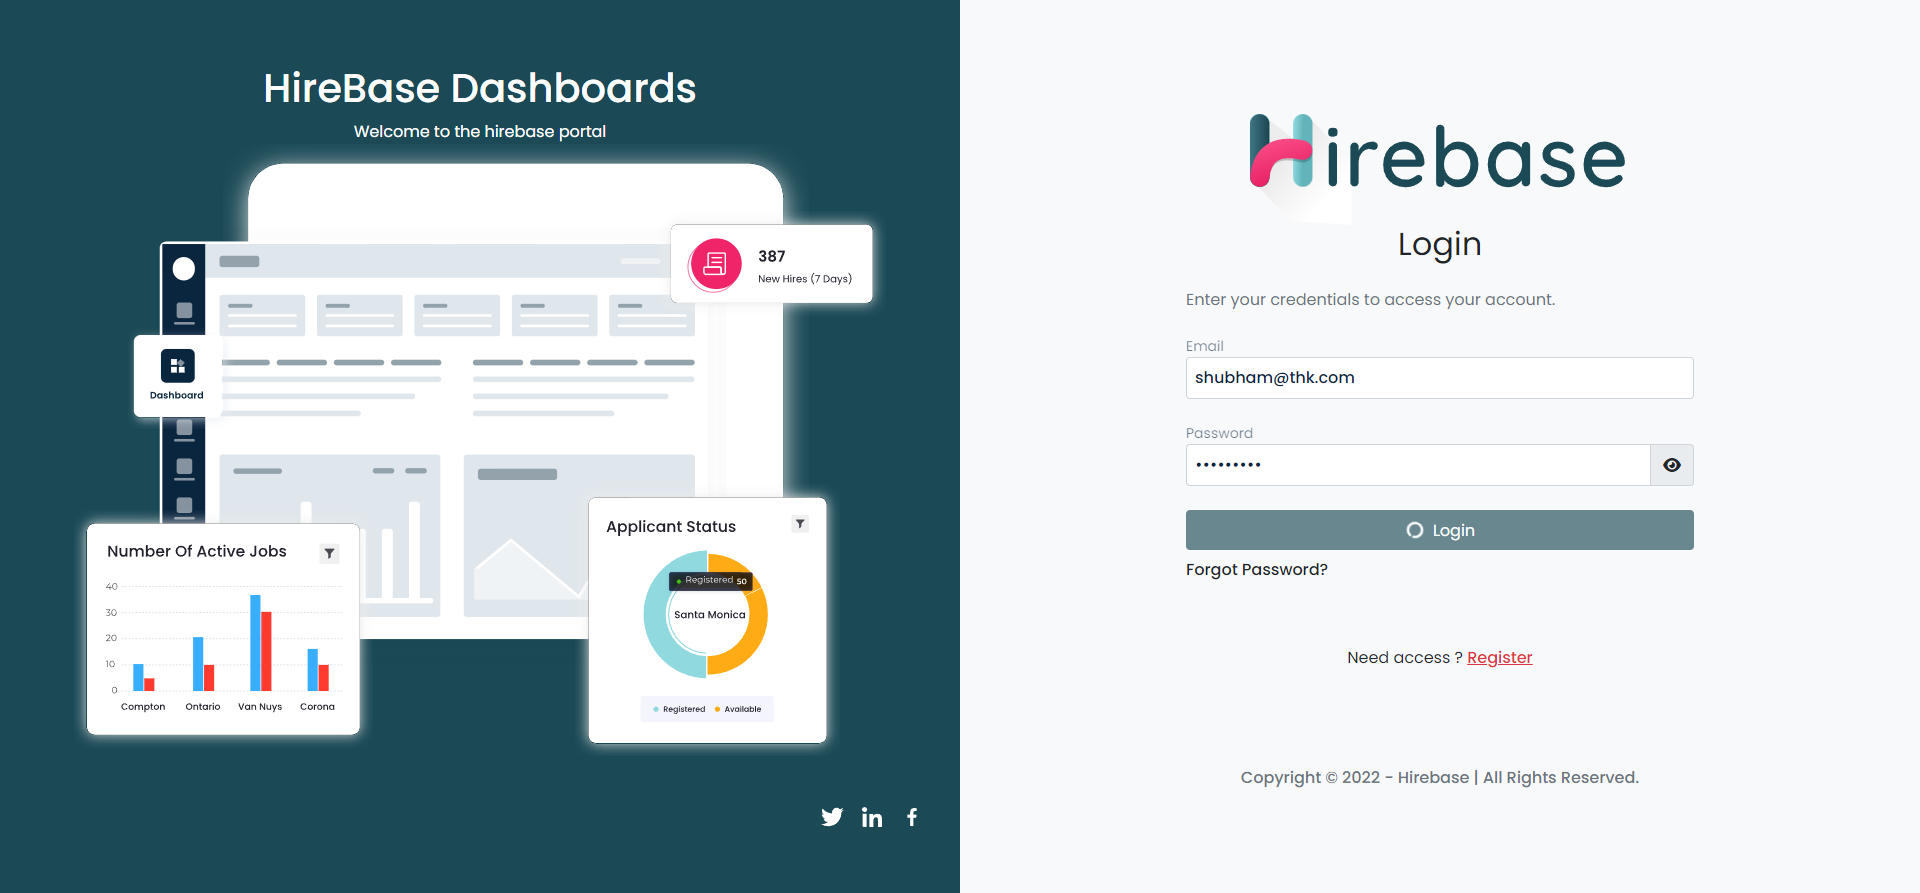 HireBase Dashboards
Welcome to the hirebase portal
387
New Hires (7 Days)
Dashboard
Number Of Active Jobs
40
30
20
10
0
Compton Ontario Van Nuys Corona
Applicant Status
Registered 50
Santa Monica
Registered Available
Hirebase
Login
Enter your credentials to access your account.
Email
shubham@thk.com
Password
•••••••••
Login
Forgot Password?
Need access ? Register
Copyright © 2022 - Hirebase | All Rights Reserved.